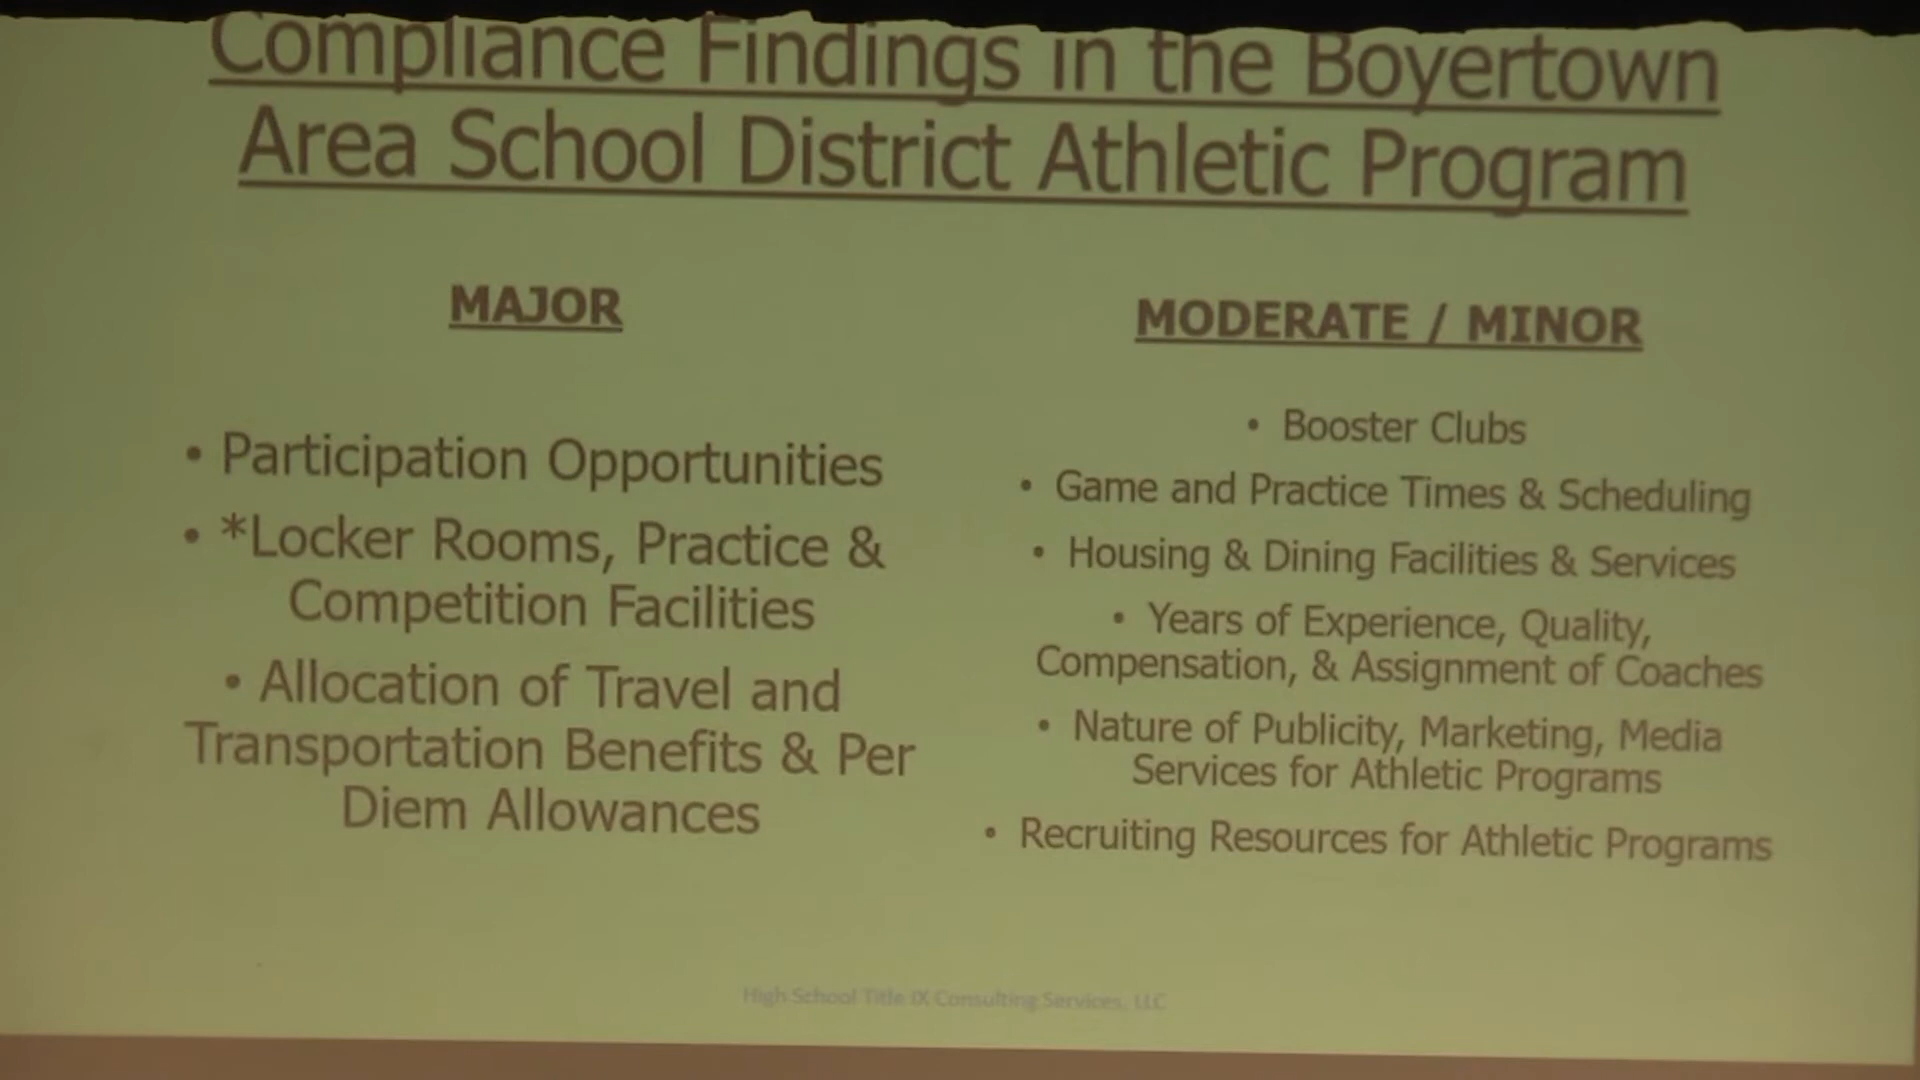 Compliance Findings in the Boyertown
Area School District Athletic Program
MAJOR
• Participation Opportunities
• *Locker Rooms, Practice &
Competition Facilities
• Allocation of Travel and
Transportation Benefits & Per
Diem Allowances
MODERATE / MINOR
• Booster Clubs
• Game and Practice Times & Scheduling
• Housing & Dining Facilities & Services
• Years of Experience, Quality,
Compensation, & Assignment of Coaches
• Nature of Publicity, Marketing, Media
Services for Athletic Programs
• Recruiting Resources for Athletic Programs
High School Title IX Consulting Services, LLC